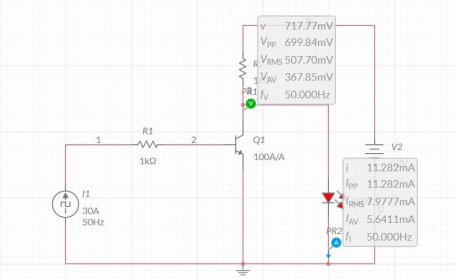 v 717.77mV
VPP 699.84mV
VRMS 507.70mV
VAV 367.85mV
fV 50.000Hz
V
1
R1
1kΩ
2
Q1
100A/A
V2
I1
30A
50Hz
i 11.282mA
IPP 11.282mA
IRMS 7.9777mA
IAV 5.6411mA
fI 50.000Hz
PR2
A